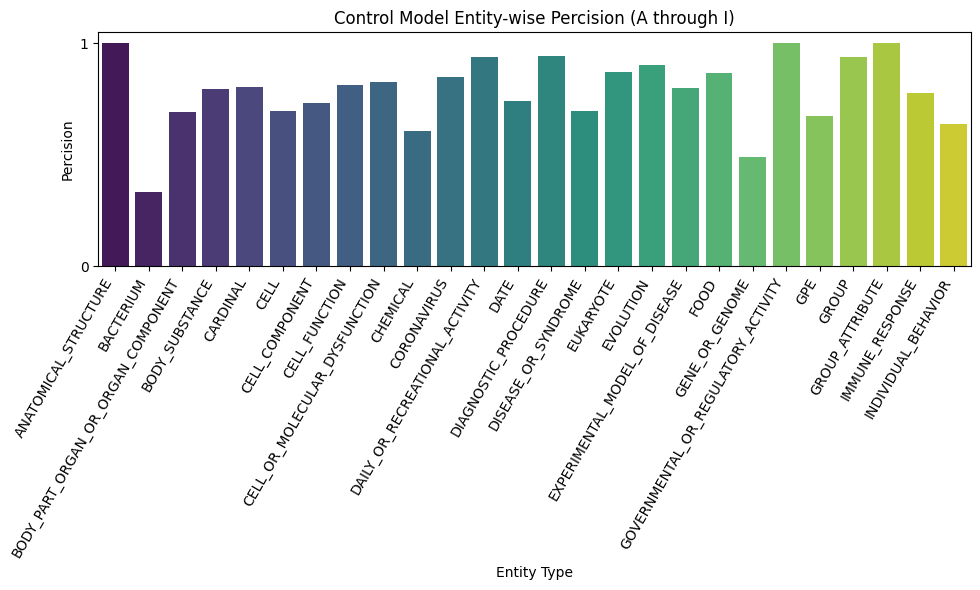 Control Model Entity-wise Percision (A through I)
Percision
1
0
ANATOMICAL_STRUCTURE
BACTERIUM
BODY_PART_ORGAN_OR_ORGAN_COMPONENT
BODY_SUBSTANCE
CARDINAL
CELL
CELL_COMPONENT
CELL_FUNCTION
CELL_OR_MOLECULAR_DYSFUNCTION
CHEMICAL
CORONAVIRUS
DAILY_OR_RECREATIONAL_ACTIVITY
DATE
DIAGNOSTIC_PROCEDURE
DISEASE_OR_SYNDROME
EUKARYOTE
EVOLUTION
EXPERIMENTAL_MODEL_OF_DISEASE
FOOD
GENE_OR_GENOME
GOVERNMENTAL_OR_REGULATORY_ACTIVITY
GPE
GROUP
GROUP_ATTRIBUTE
IMMUNE_RESPONSE
INDIVIDUAL_BEHAVIOR
Entity Type